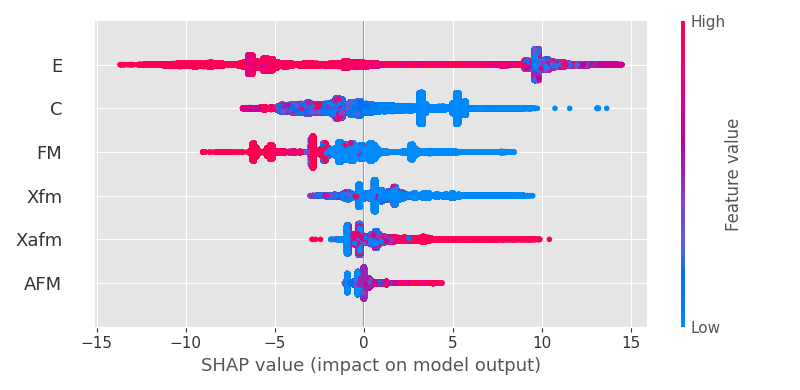 High
E
C
FM
Xfm
Xafm
AFM
Feature value
Low
−15 −10 −5 0 5 10 15
SHAP value (impact on model output)